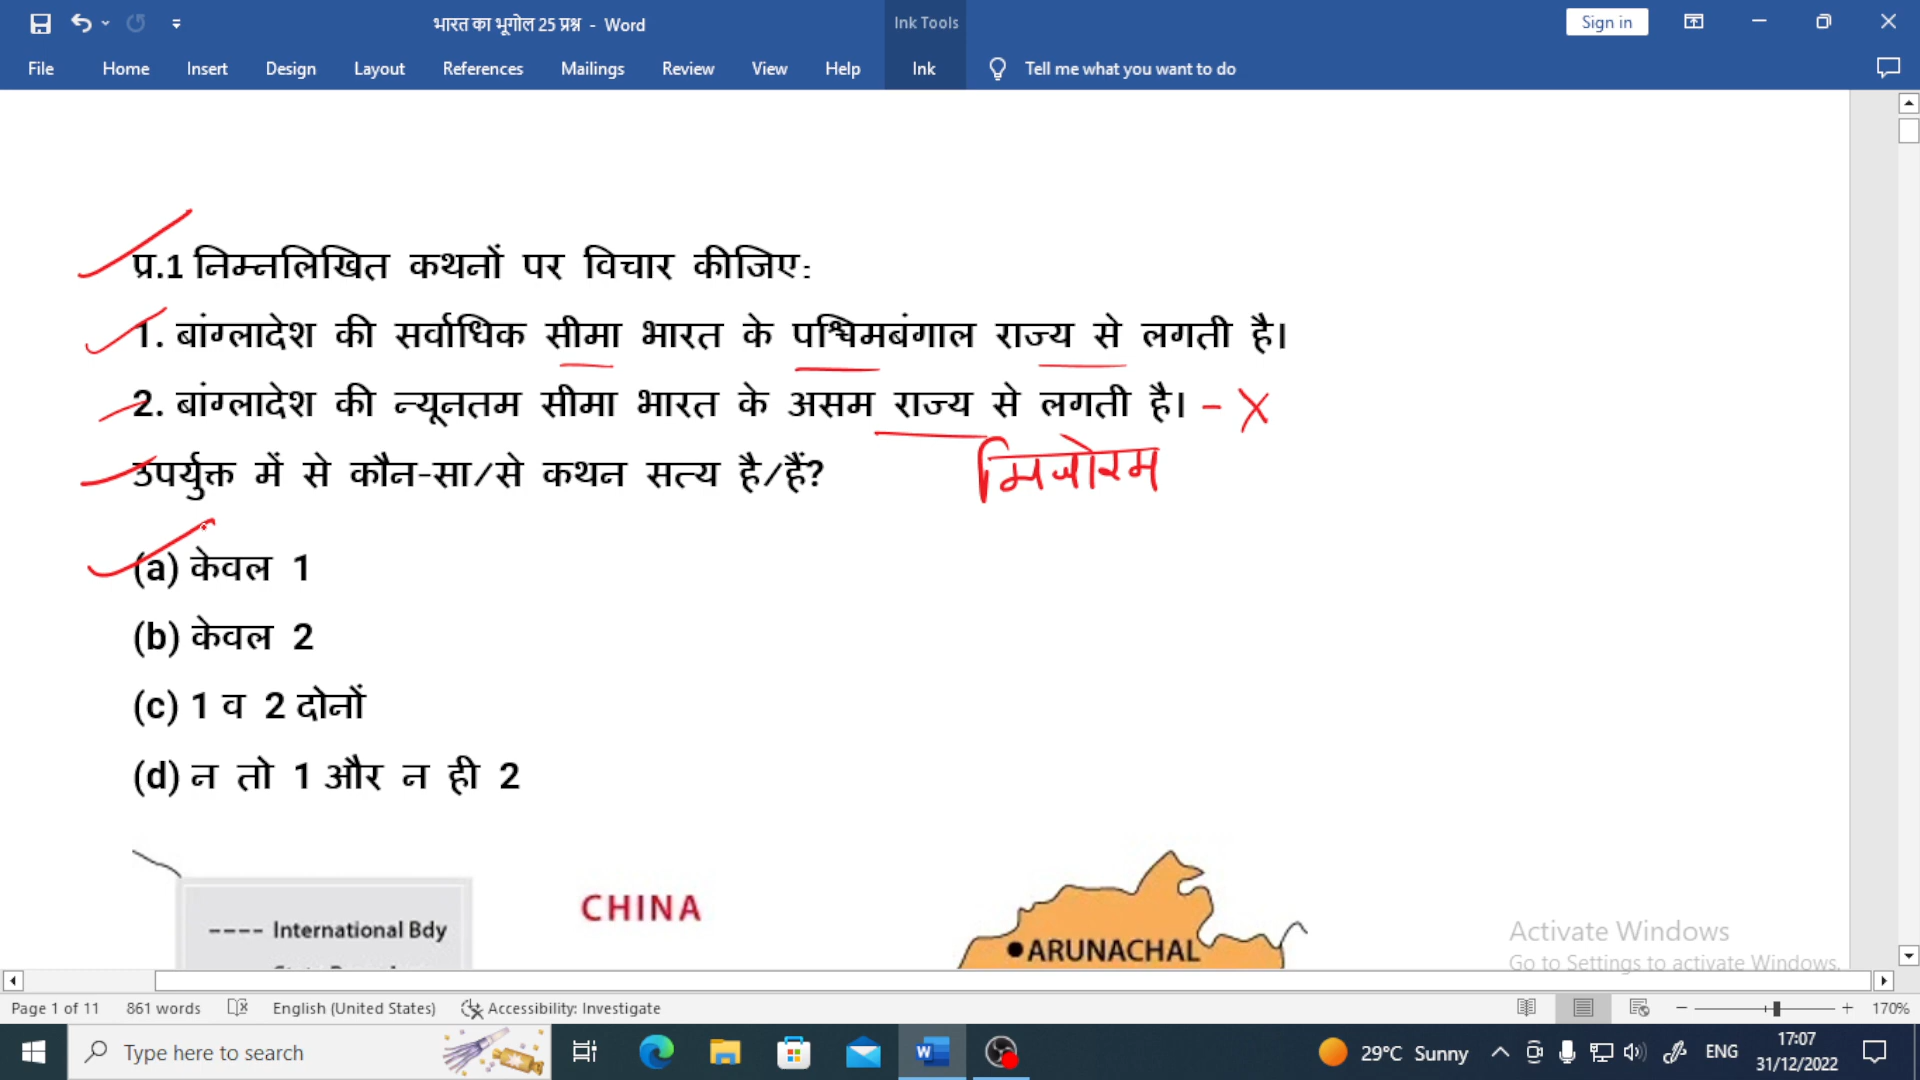 भारत का भूगोल 25 प्रश्न - Word
Ink Tools
Sign in
File Home Insert Design Layout References Mailings Review View Help Ink Tell me what you want to do
प्र.1 निम्नलिखित कथनों पर विचार कीजिए:
1. बांग्लादेश की सर्वाधिक सीमा भारत के पश्चिमबंगाल राज्य से लगती है।
2. बांग्लादेश की न्यूनतम सीमा भारत के असम राज्य से लगती है। - X
मिजोरम
उपर्युक्त में से कौन-सा/से कथन सत्य है/हैं?
(a) केवल 1
(b) केवल 2
(c) 1 व 2 दोनों
(d) न तो 1 और न ही 2
CHINA
---- International Bdy
ARUNACHAL
Activate Windows
Go to Settings to activate Windows.
Page 1 of 11 861 words English (United States) Accessibility: Investigate 170%
Type here to search
29°C Sunny ENG 17:07
31/12/2022